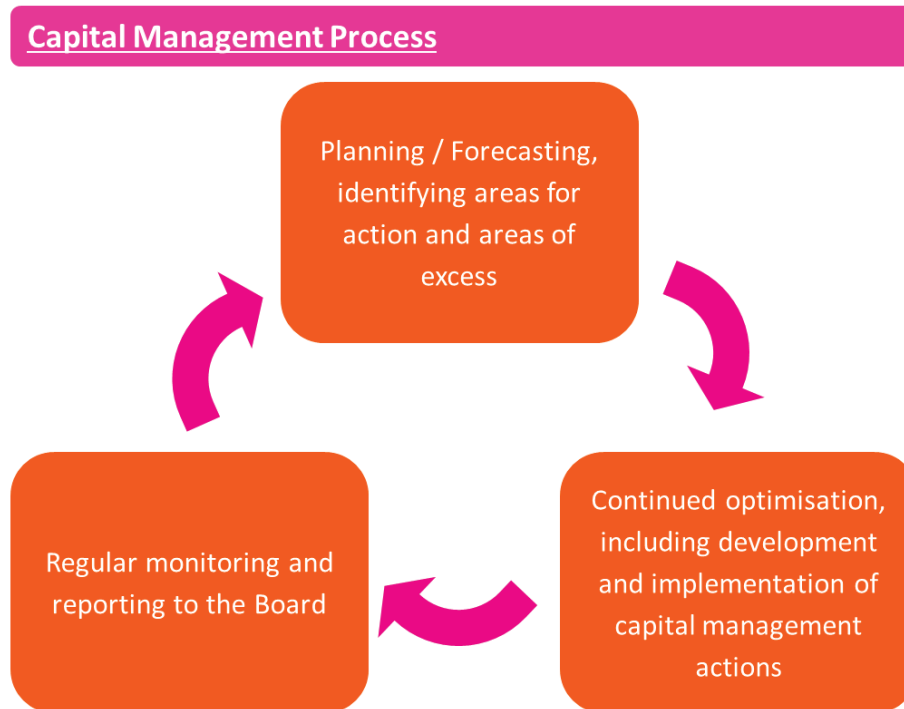 Capital Management Process
Planning / Forecasting,
identifying areas for
action and areas of
excess
Continued optimisation,
including development
and implementation of
capital management
actions
Regular monitoring and
reporting to the Board